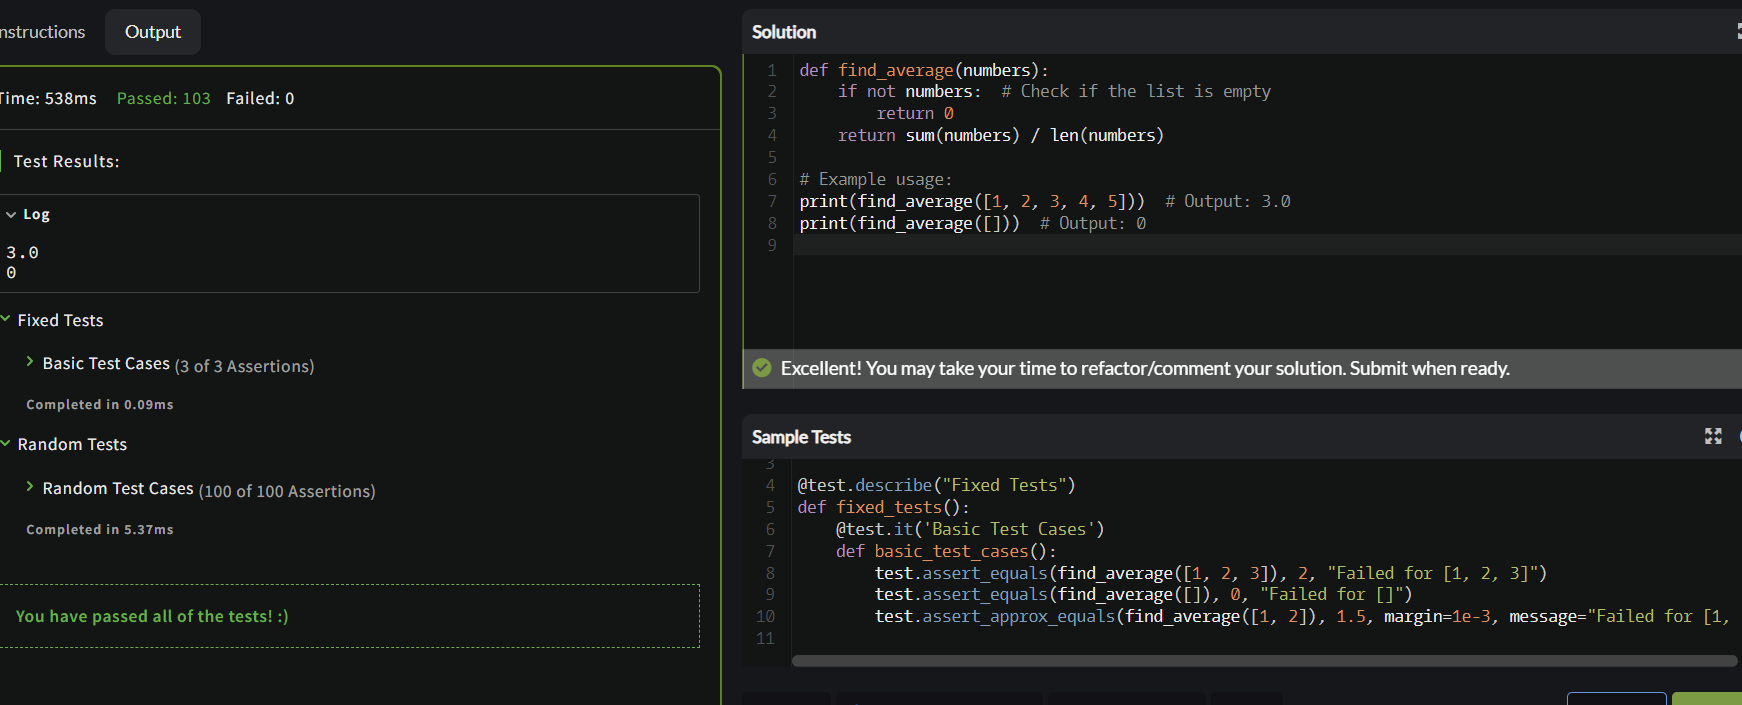 nstructions
Output
Time: 538ms Passed: 103 Failed: 0
Test Results:
Log
3.0
0
Fixed Tests
Basic Test Cases (3 of 3 Assertions)
Completed in 0.09ms
Random Tests
Random Test Cases (100 of 100 Assertions)
Completed in 5.37ms
You have passed all of the tests! :)
Solution
1 def find_average(numbers):
2     if not numbers:  # Check if the list is empty
3         return 0
4     return sum(numbers) / len(numbers)
5
6 # Example usage:
7 print(find_average([1, 2, 3, 4, 5]))  # Output: 3.0
8 print(find_average([]))  # Output: 0
9
Excellent! You may take your time to refactor/comment your solution. Submit when ready.
Sample Tests
3
4 @test.describe("Fixed Tests")
5 def fixed_tests():
6     @test.it('Basic Test Cases')
7     def basic_test_cases():
8         test.assert_equals(find_average([1, 2, 3]), 2, "Failed for [1, 2, 3]")
9         test.assert_equals(find_average([]), 0, "Failed for []")
10         test.assert_approx_equals(find_average([1, 2]), 1.5, margin=1e-3, message="Failed for [1,
11